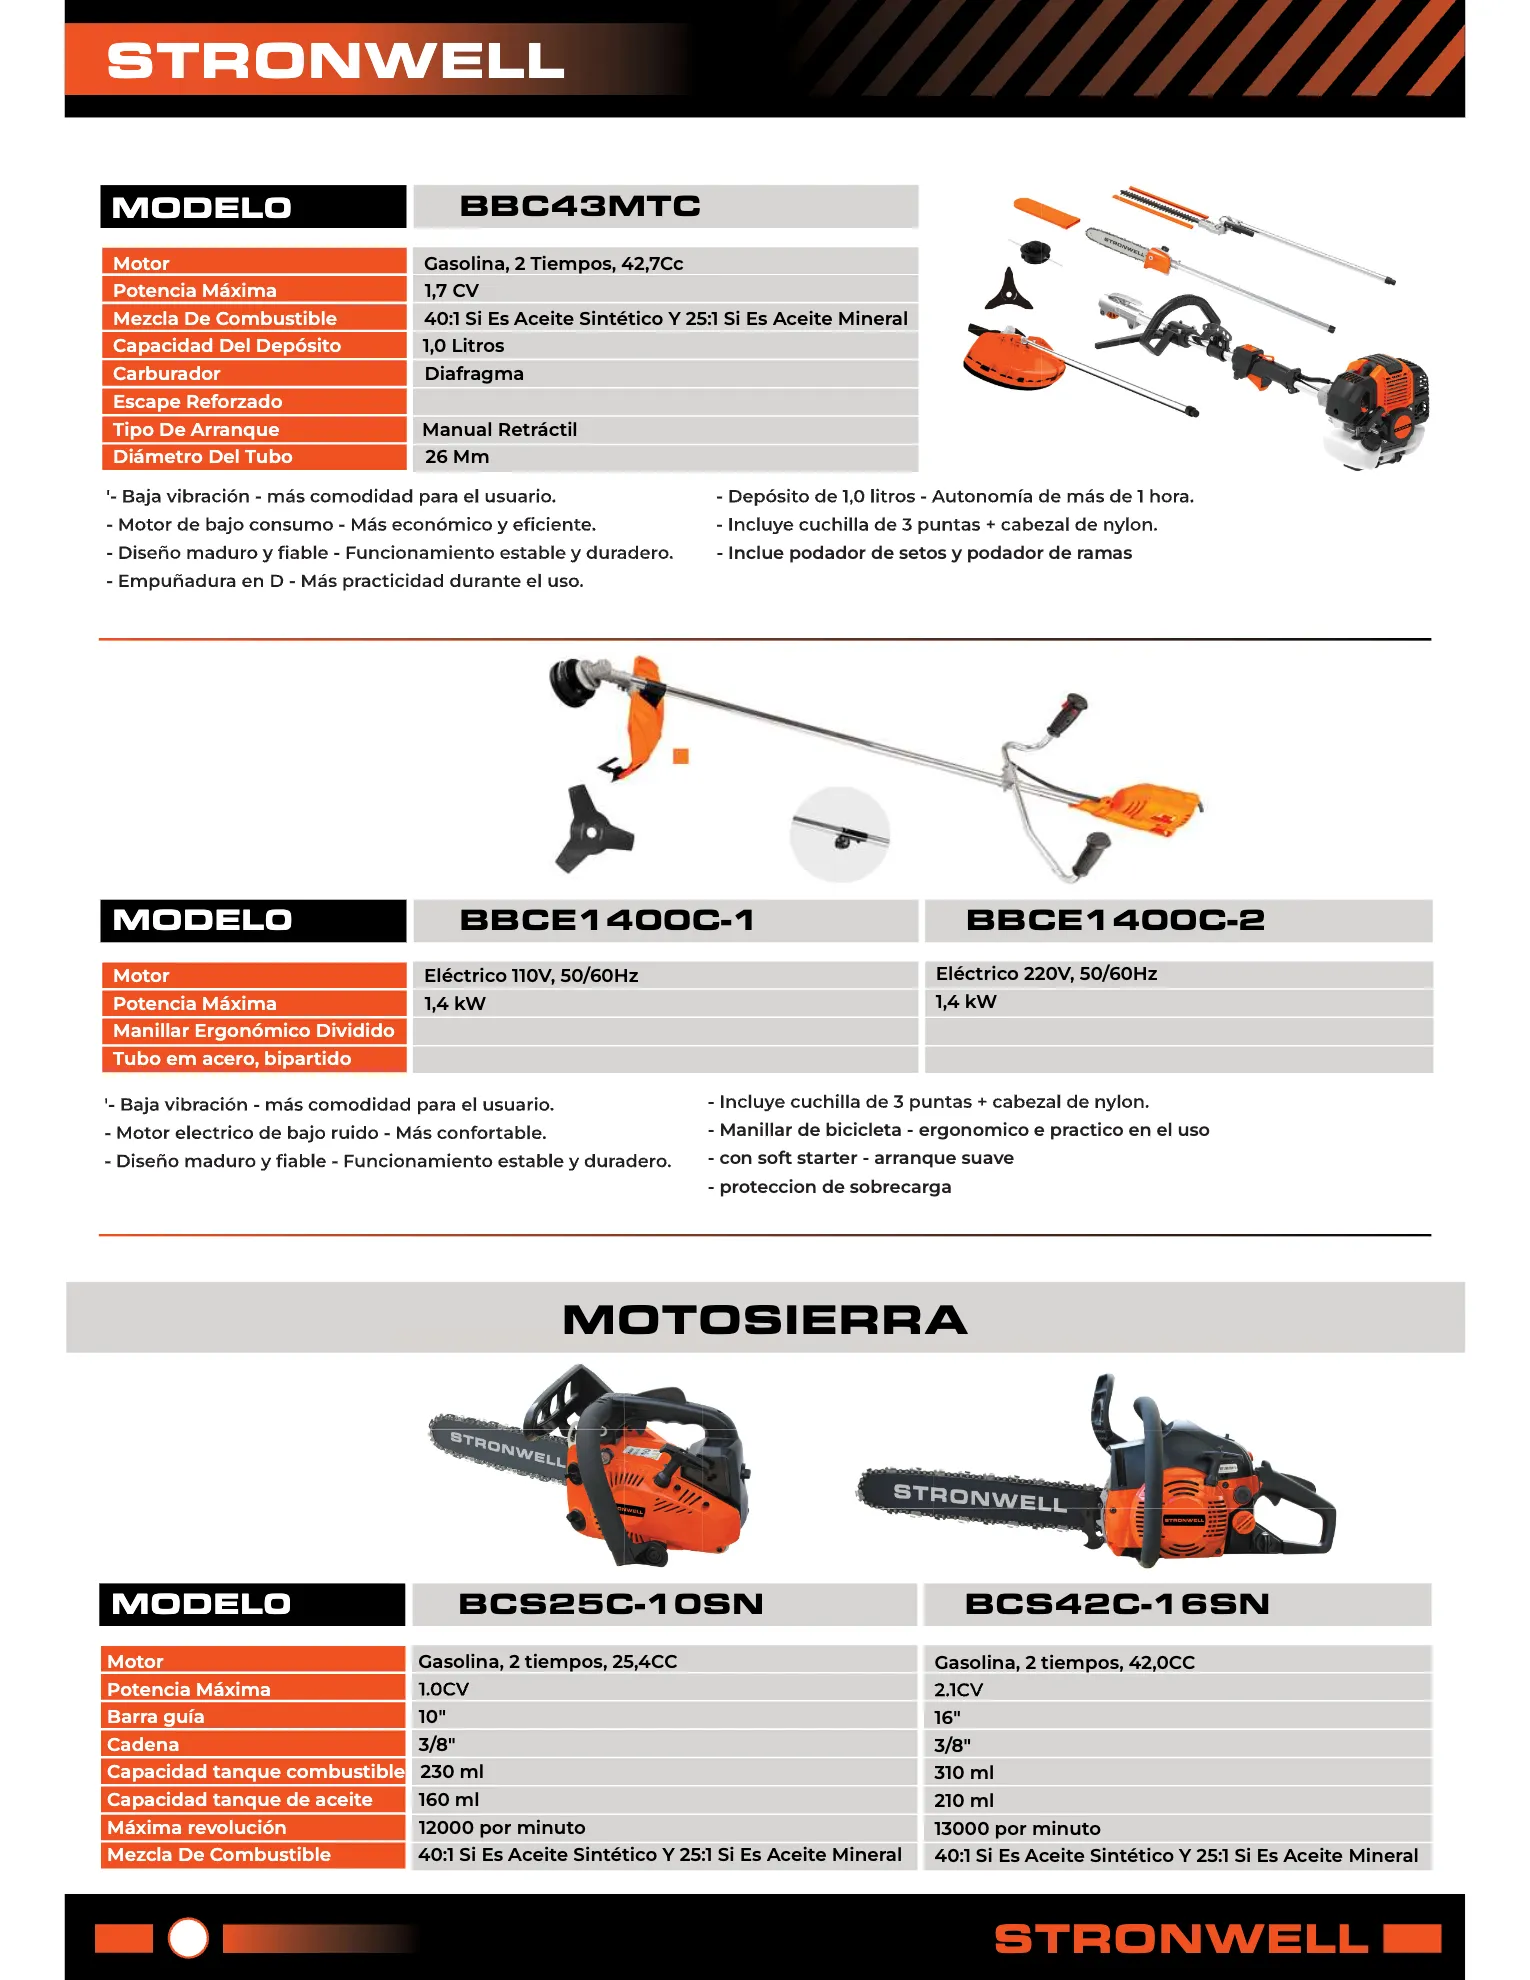 STRONWELL
MODELO BBC43MTC
STRONWELL
Motor Gasolina, 2 Tiempos, 42,7Cc
Potencia Máxima 1,7 CV
Mezcla De Combustible 40:1 Si Es Aceite Sintético Y 25:1 Si Es Aceite Mineral
Capacidad Del Depósito 1,0 Litros
Carburador Diafragma
Escape Reforzado
Tipo De Arranque Manual Retráctil
Diámetro Del Tubo 26 Mm
'- Baja vibración - más comodidad para el usuario.
- Motor de bajo consumo - Más económico y eficiente.
- Diseño maduro y fiable - Funcionamiento estable y duradero.
- Empuñadura en D - Más practicidad durante el uso.
- Depósito de 1,0 litros - Autonomía de más de 1 hora.
- Incluye cuchilla de 3 puntas + cabezal de nylon.
- Inclue podador de setos y podador de ramas
MODELO BBCE1400C-1 BBCE1400C-2
Motor Eléctrico 110V, 50/60Hz Eléctrico 220V, 50/60Hz
Potencia Máxima 1,4 kW 1,4 kW
Manillar Ergonómico Dividido
Tubo em acero, bipartido
'- Baja vibración - más comodidad para el usuario.
- Motor electrico de bajo ruido - Más confortable.
- Diseño maduro y fiable - Funcionamiento estable y duradero.
- Incluye cuchilla de 3 puntas + cabezal de nylon.
- Manillar de bicicleta - ergonomico e practico en el uso
- con soft starter - arranque suave
- proteccion de sobrecarga
MOTOSIERRA
STRONWELL
STRONWELL
STRONWELL
MODELO BCS25C-10SN BCS42C-16SN
Motor Gasolina, 2 tiempos, 25,4CC Gasolina, 2 tiempos, 42,0CC
Potencia Máxima 1.0CV 2.1CV
Barra guía 10" 16"
Cadena 3/8" 3/8"
Capacidad tanque combustible 230 ml 310 ml
Capacidad tanque de aceite 160 ml 210 ml
Máxima revolución 12000 por minuto 13000 por minuto
Mezcla De Combustible 40:1 Si Es Aceite Sintético Y 25:1 Si Es Aceite Mineral 40:1 Si Es Aceite Sintético Y 25:1 Si Es Aceite Mineral
STRONWELL